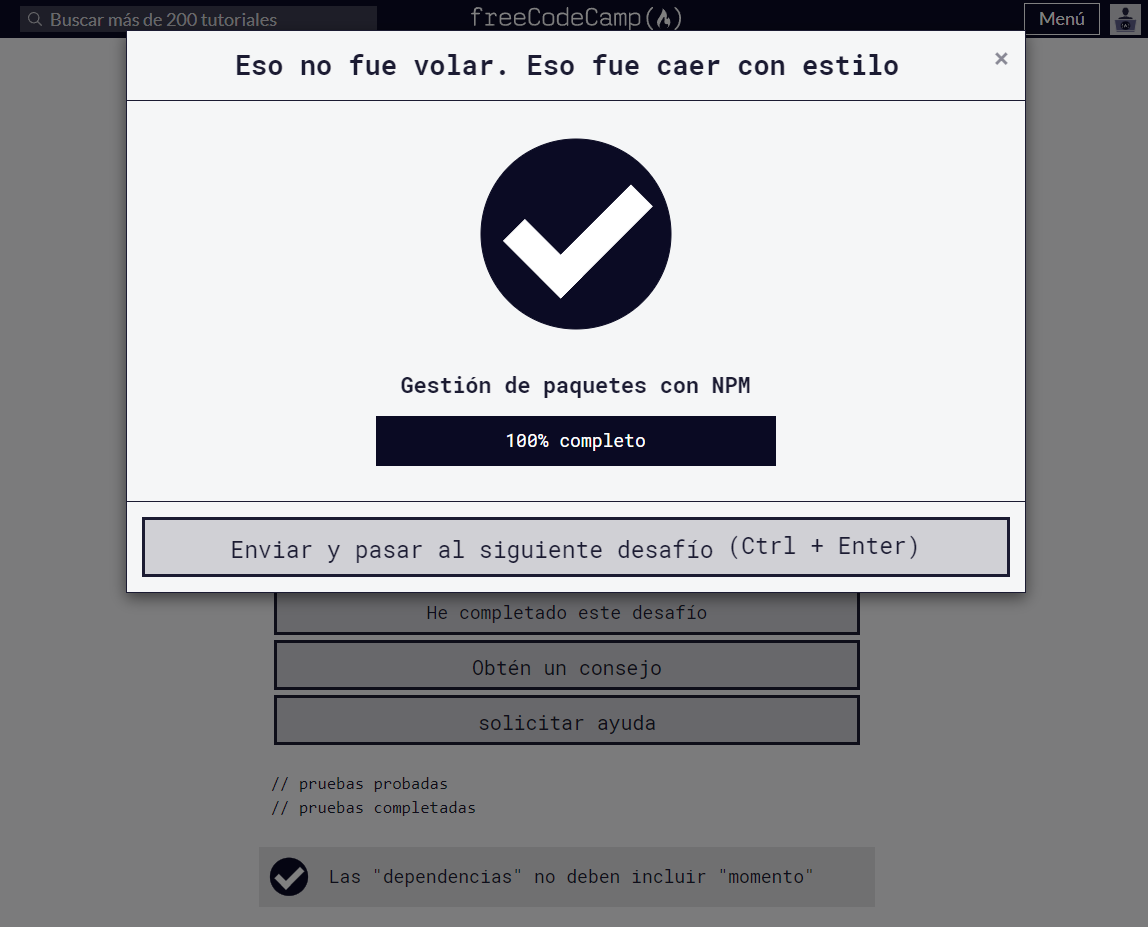 Buscar más de 200 tutoriales
freeCodeCamp(🔥)
Menú
Eso no fue volar. Eso fue caer con estilo
×
Gestión de paquetes con NPM
100% completo
Enviar y pasar al siguiente desafío (Ctrl + Enter)
He completado este desafío
Obtén un consejo
solicitar ayuda
// pruebas probadas
// pruebas completadas
Las "dependencias" no deben incluir "momento"